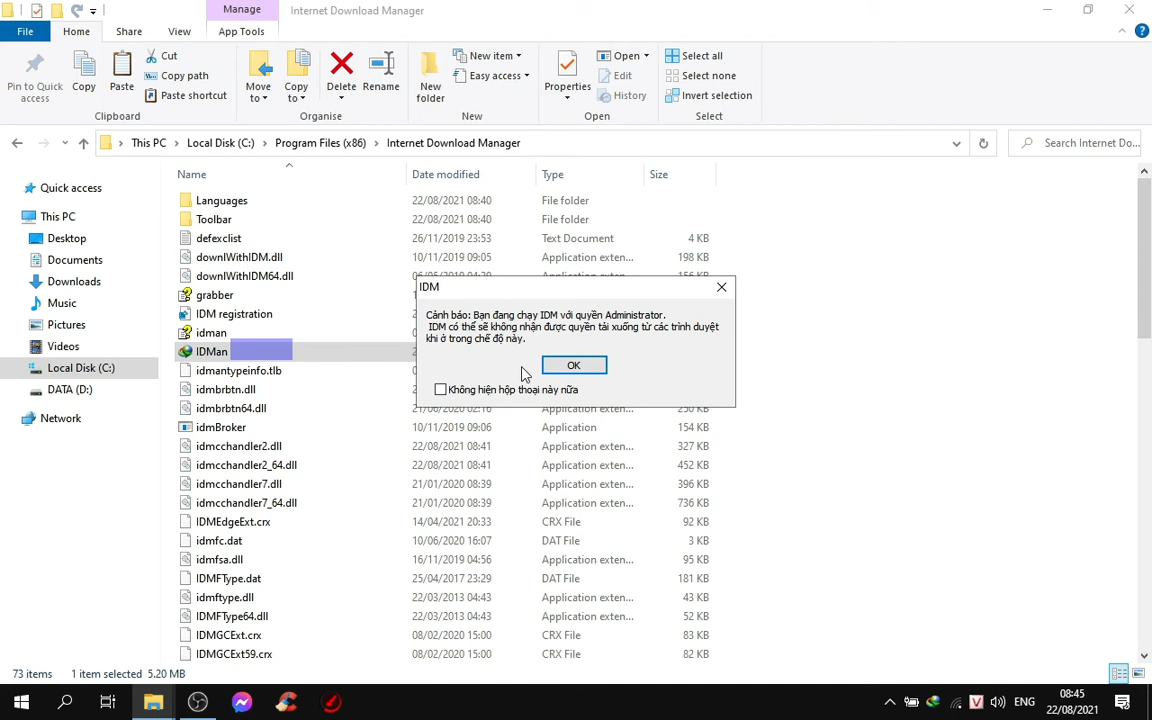 Manage
Internet Download Manager
File
Home
Share
View
App Tools
Pin to Quick access
Copy
Paste
Cut
Copy path
Paste shortcut
Move to
Copy to
Delete
Rename
New folder
New item
Easy access
Properties
Open
Edit
History
Select all
Select none
Invert selection
Clipboard
Organise
New
Open
Select
This PC > Local Disk (C:) > Program Files (x86) > Internet Download Manager
Search Internet Do...
Name
Date modified
Type
Size
Quick access
This PC
Desktop
Documents
Downloads
Music
Pictures
Videos
Local Disk (C:)
DATA (D:)
Network
Languages 22/08/2021 08:40 File folder
Toolbar 22/08/2021 08:40 File folder
defexclist 26/11/2019 23:53 Text Document 4 KB
downlWithIDM.dll 10/11/2019 09:05 Application exten... 198 KB
downlWithIDM64.dll
grabber
IDM registration
idman
IDMan
idmantypeinfo.tlb
idmbrbtn.dll
idmbrbtn64.dll
idmBroker 10/11/2019 09:06 Application 154 KB
idmcchandler2.dll 22/08/2021 08:41 Application exten... 327 KB
idmcchandler2_64.dll 22/08/2021 08:41 Application exten... 452 KB
idmcchandler7.dll 21/01/2020 08:39 Application exten... 396 KB
idmcchandler7_64.dll 21/01/2020 08:39 Application exten... 736 KB
IDMEdgeExt.crx 14/04/2021 20:33 CRX File 92 KB
idmfc.dat 10/06/2020 16:07 DAT File 3 KB
idmfsa.dll 16/11/2019 04:56 Application exten... 95 KB
IDMFType.dat 25/04/2017 23:29 DAT File 181 KB
idmftype.dll 22/03/2013 04:43 Application exten... 43 KB
IDMFType64.dll 22/03/2013 04:43 Application exten... 52 KB
IDMGCExt.crx 08/02/2020 15:00 CRX File 83 KB
IDMGCExt59.crx 08/02/2020 15:00 CRX File 82 KB
IDM
Cảnh báo: Bạn đang chạy IDM với quyền Administrator.
IDM có thể sẽ không nhận được quyền tải xuống từ các trình duyệt
khi ở trong chế độ này.
OK
Không hiện hộp thoại này nữa
73 items
1 item selected 5.20 MB
V
ENG
08:45
22/08/2021